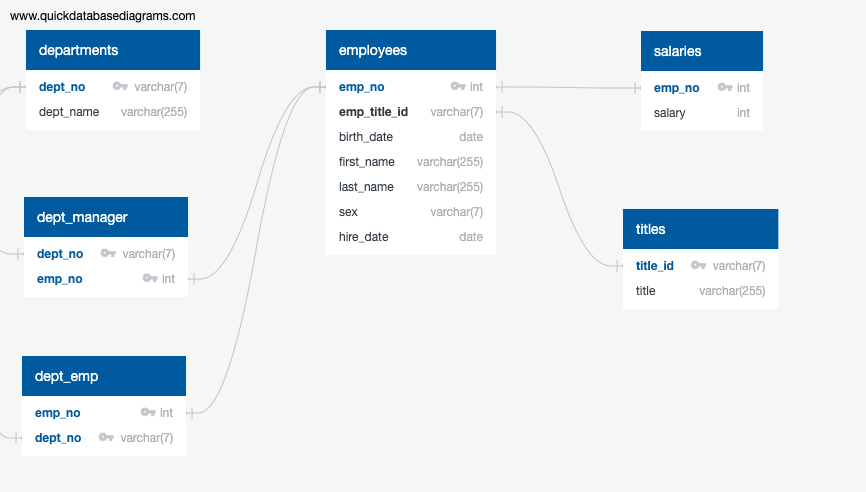 www.quickdatabasediagrams.com
departments
dept_no varchar(7)
dept_name varchar(255)
employees
emp_no int
emp_title_id varchar(7)
birth_date date
first_name varchar(255)
last_name varchar(255)
sex varchar(7)
hire_date date
salaries
emp_no int
salary int
dept_manager
dept_no varchar(7)
emp_no int
titles
title_id varchar(7)
title varchar(255)
dept_emp
emp_no int
dept_no varchar(7)